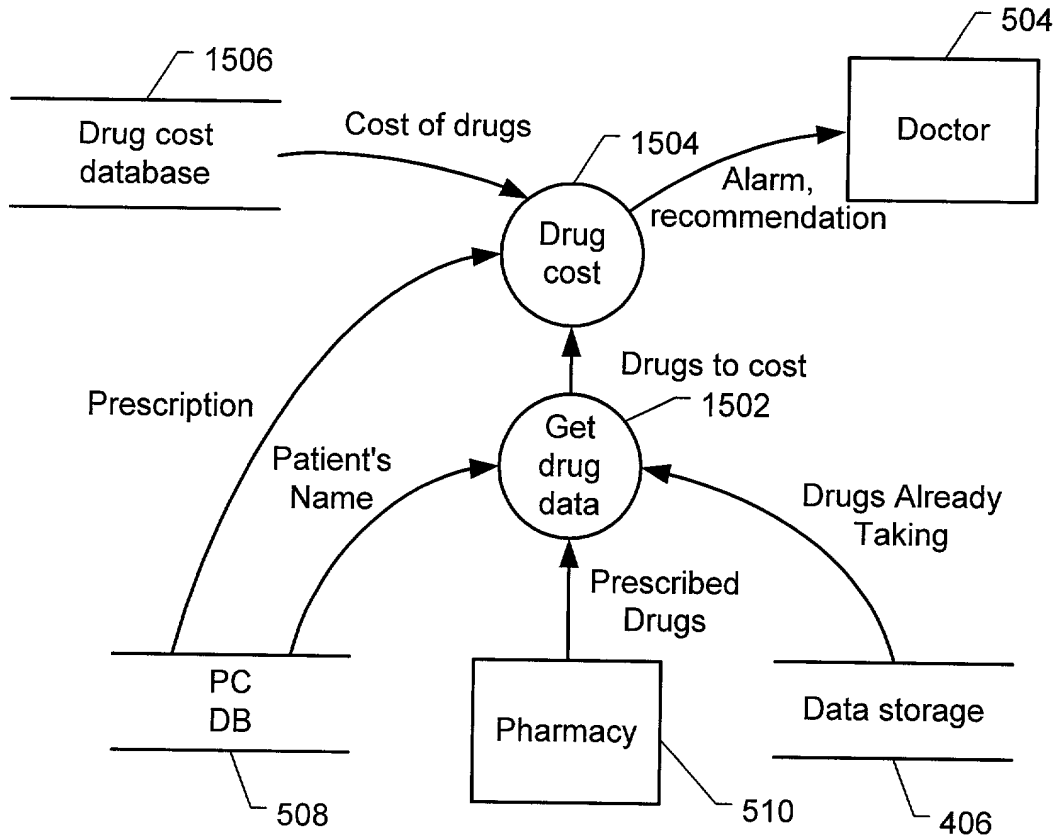 504
1506
Drug cost
database
Cost of drugs
1504
Doctor
Alarm,
recommendation
Drug
cost
Drugs to cost
1502
Prescription
Get
drug
data
Patient's
Name
Drugs Already
Taking
Prescribed
Drugs
PC
DB
Pharmacy
Data storage
508
510
406